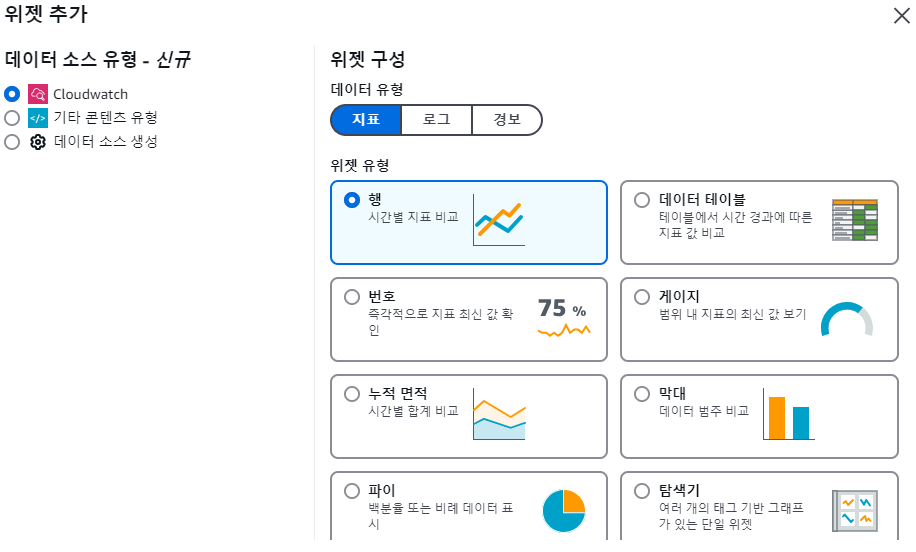 위젯 추가
데이터 소스 유형 - 신규
Cloudwatch
</>
기타 콘텐츠 유형
데이터 소스 생성
위젯 구성
데이터 유형
지표
로그
경보
위젯 유형
행
시간별 지표 비교
데이터 테이블
테이블에서 시간 경과에 따른
지표 값 비교
번호
즉각적으로 지표 최신 값 확
인
75 %
게이지
범위 내 지표의 최신 값 보기
누적 면적
시간별 합계 비교
막대
데이터 범주 비교
파이
백분율 또는 비례 데이터 표
시
탐색기
여러 개의 태그 기반 그래프
가 있는 단일 위젯